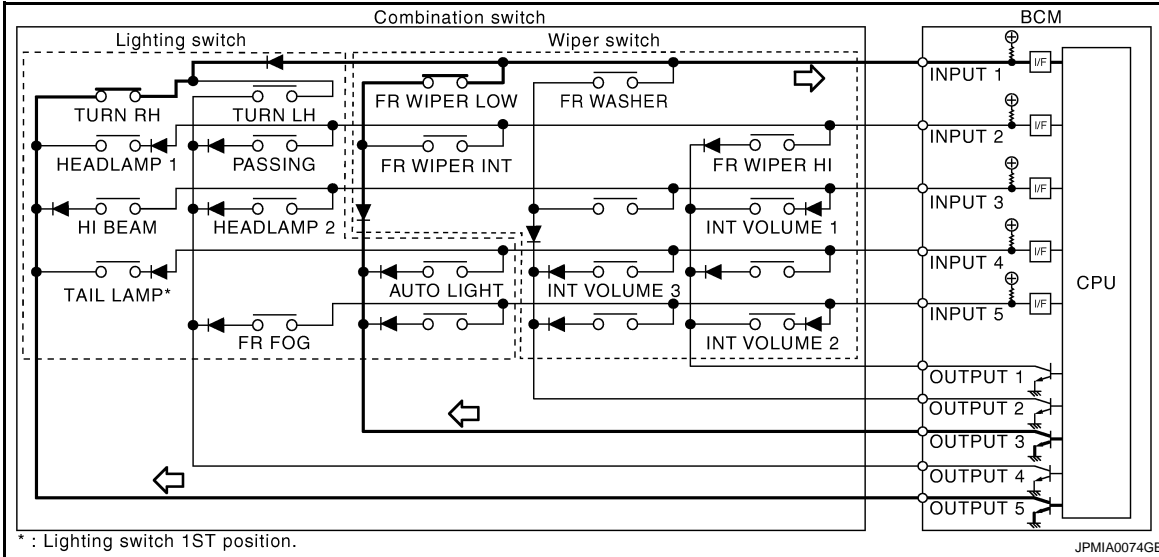 Combination switch
BCM
Lighting switch
Wiper switch
INPUT 1
I/F
TURN RH
TURN LH
FR WIPER LOW
FR WASHER
INPUT 2
I/F
HEADLAMP 1
PASSING
FR WIPER INT
FR WIPER HI
INPUT 3
I/F
HI BEAM
HEADLAMP 2
INT VOLUME 1
INPUT 4
I/F
CPU
TAIL LAMP*
AUTO LIGHT
INT VOLUME 3
INPUT 5
I/F
FR FOG
INT VOLUME 2
OUTPUT 1
OUTPUT 2
OUTPUT 3
OUTPUT 4
OUTPUT 5
* : Lighting switch 1ST position.